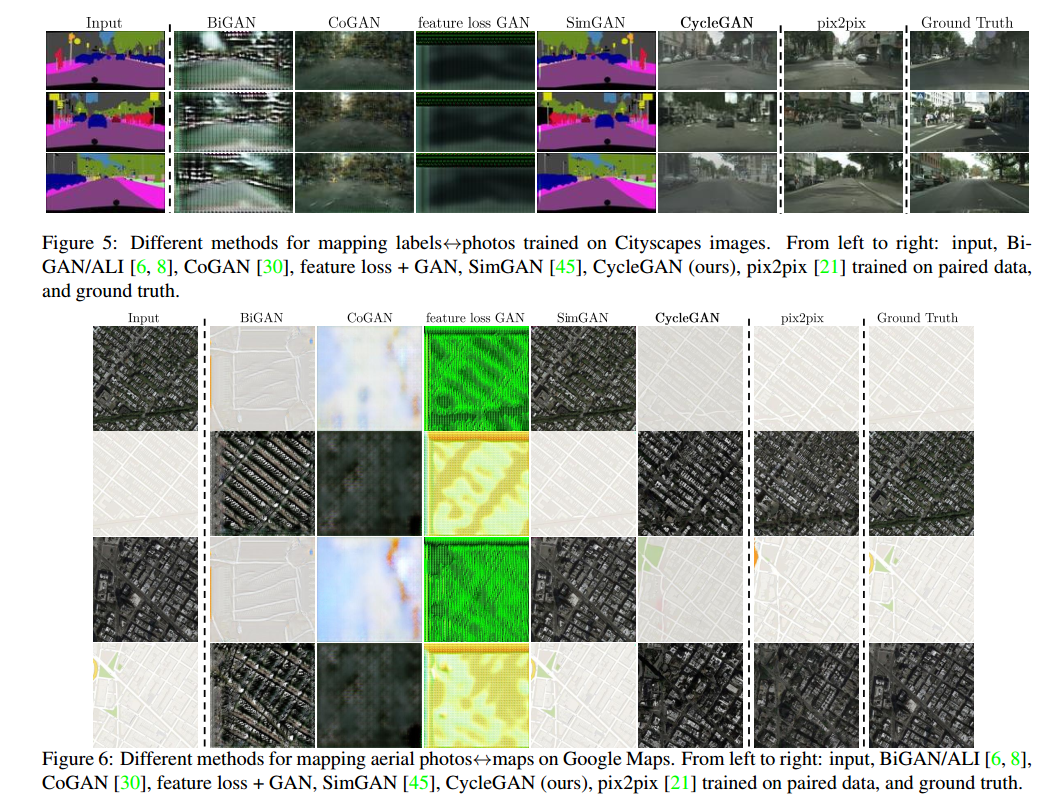 Input BiGAN CoGAN feature loss GAN SimGAN CycleGAN pix2pix Ground Truth
Figure 5: Different methods for mapping labels↔photos trained on Cityscapes images. From left to right: input, Bi-
GAN/ALI [6, 8], CoGAN [30], feature loss + GAN, SimGAN [45], CycleGAN (ours), pix2pix [21] trained on paired data,
and ground truth.
Input BiGAN CoGAN feature loss GAN SimGAN CycleGAN pix2pix Ground Truth
Figure 6: Different methods for mapping aerial photos↔maps on Google Maps. From left to right: input, BiGAN/ALI [6, 8],
CoGAN [30], feature loss + GAN, SimGAN [45], CycleGAN (ours), pix2pix [21] trained on paired data, and ground truth.